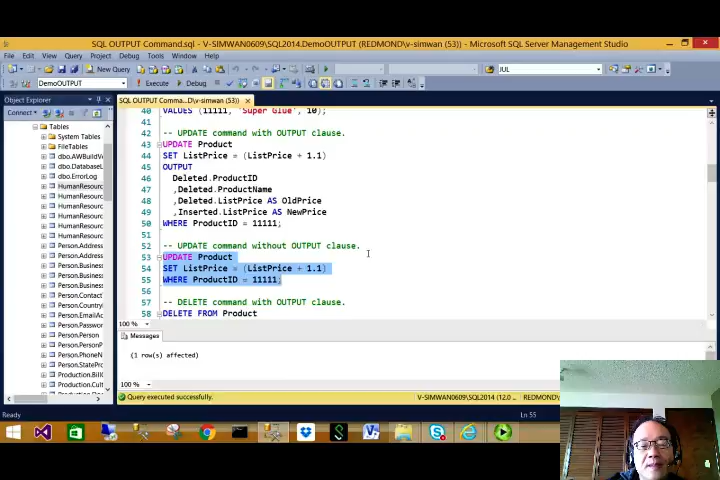 SQL OUTPUT Command.sql - V-SIMWAN0609\SQL2014.DemoOUTPUT (REDMOND\v-simwan (53)) - Microsoft SQL Server Management Studio
File Edit View Query Project Debug Tools Window Help
New Query
JUL
DemoOUTPUT
Execute
Debug
Object Explorer
SQL OUTPUT Comma...D\v-simwan (53))
Connect
Tables
System Tables
FileTables
dbo.AWBuildV
dbo.DatabaseL
dbo.ErrorLog
HumanResourc
HumanResourc
HumanResourc
HumanResourc
HumanResourc
HumanResourc
Person.Address
Person.Addres
Person.Busines
Person.Busines
Person.Busines
Person.Contact
Person.Country
Person.EmailAc
Person.Passwor
Person.Person
Person.PhoneN
Person.StatePro
Production.BillO
Production.Cult
40 VALUES (11111, 'Super Glue', 10);
41
42 -- UPDATE command with OUTPUT clause.
43 UPDATE Product
44 SET ListPrice = (ListPrice + 1.1)
45 OUTPUT
46 Deleted.ProductID
47 ,Deleted.ProductName
48 ,Deleted.ListPrice AS OldPrice
49 ,Inserted.ListPrice AS NewPrice
50 WHERE ProductID = 11111;
51
52 -- UPDATE command without OUTPUT clause.
53 UPDATE Product
54 SET ListPrice = (ListPrice + 1.1)
55 WHERE ProductID = 11111;
56
57 -- DELETE command with OUTPUT clause.
58 DELETE FROM Product
100 %
Messages
(1 row(s) affected)
100 %
Query executed successfully.
V-SIMWAN0609\SQL2014 (12.0 ...
REDMOND\
Ready
Ln 55